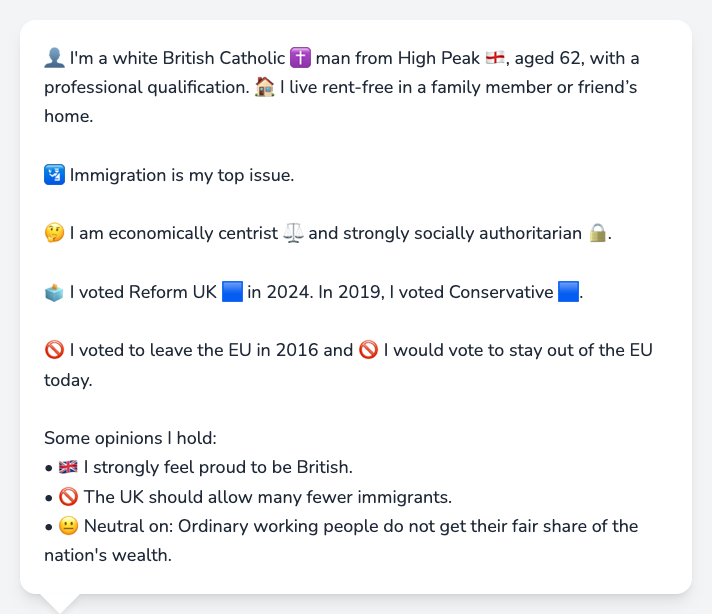 👤 I'm a white British Catholic ✝️ man from High Peak 🏴󠁧󠁢󠁥󠁮󠁧󠁿, aged 62, with a
professional qualification. 🏠 I live rent-free in a family member or friend’s
home.
🛂 Immigration is my top issue.
🤔 I am economically centrist ⚖️ and strongly socially authoritarian 🔒.
🗳️ I voted Reform UK 🟦 in 2024. In 2019, I voted Conservative 🟦.
🚫 I voted to leave the EU in 2016 and 🚫 I would vote to stay out of the EU
today.
Some opinions I hold:
• 🇬🇧 I strongly feel proud to be British.
• 🚫 The UK should allow many fewer immigrants.
• 😐 Neutral on: Ordinary working people do not get their fair share of the
nation's wealth.